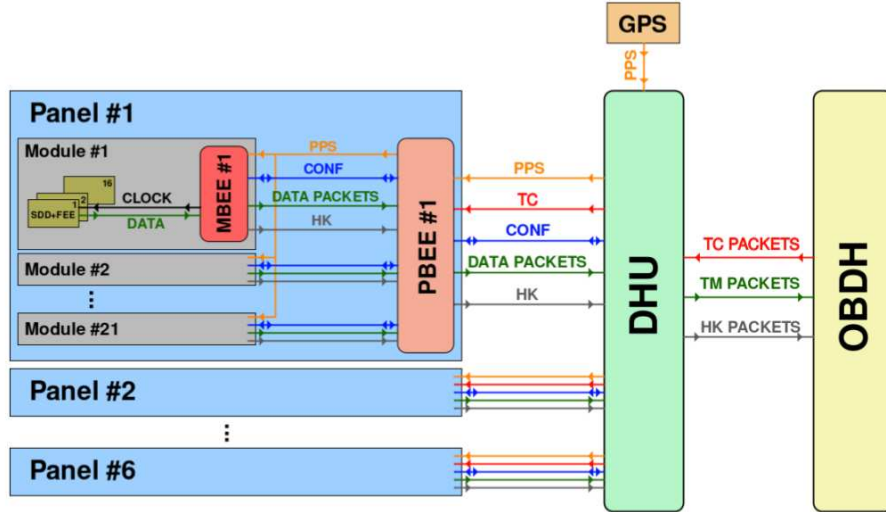 GPS
PPS
Panel #1
Module #1
MBEE #1
PPS
CONF
DATA PACKETS
HK
16
2
1
SDD+FEE
CLOCK
DATA
Module #2
...
Module #21
PBEE #1
PPS
TC
CONF
DATA PACKETS
HK
DHU
TC PACKETS
TM PACKETS
HK PACKETS
OBDH
Panel #2
...
Panel #6